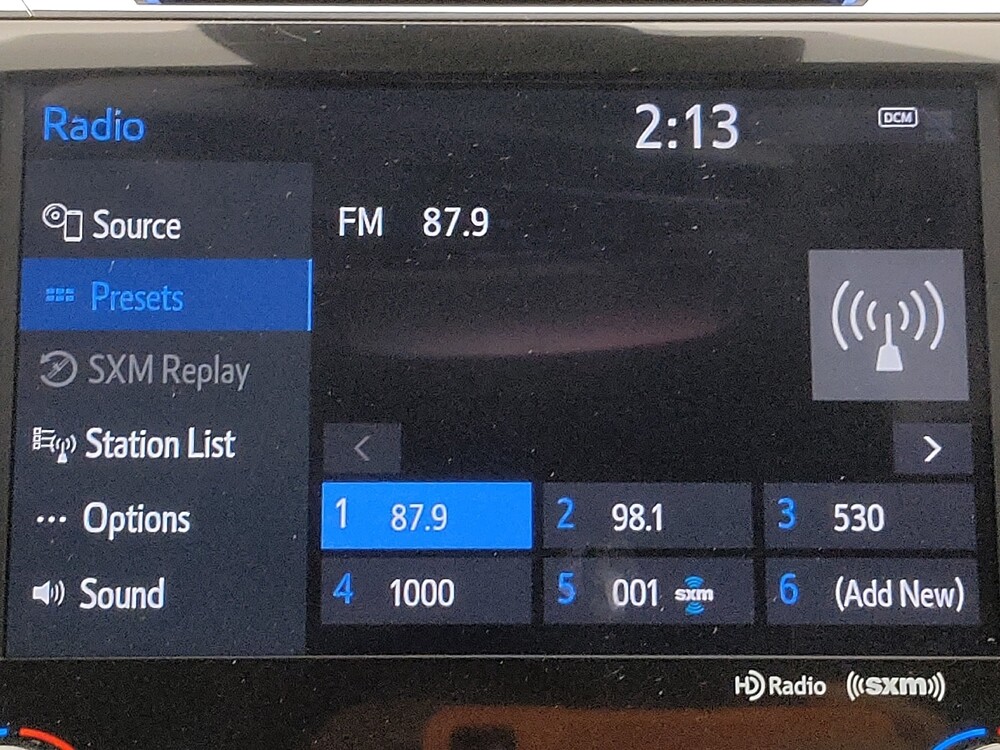 Radio
2:13
DCM
Source
FM 87.9
Presets
SXM Replay
Station List
Options
Sound
<
>
1 87.9
2 98.1
3 530
4 1000
5 001 sxm
6 (Add New)
HD Radio
((sxm))